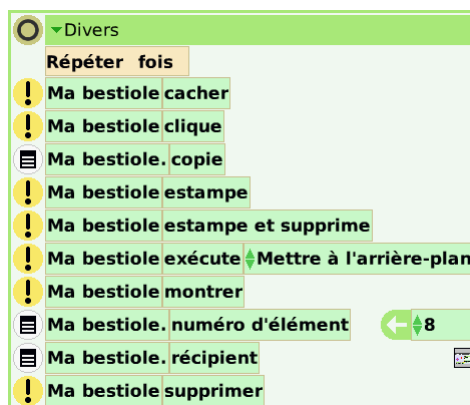 Divers
Répéter fois
Ma bestiole cacher
Ma bestiole clique
Ma bestiole. copie
Ma bestiole estampe
Ma bestiole estampe et supprime
Ma bestiole exécute Mettre à l'arrière-plan
Ma bestiole montrer
Ma bestiole. numéro d'élément 8
Ma bestiole. récipient
Ma bestiole supprimer